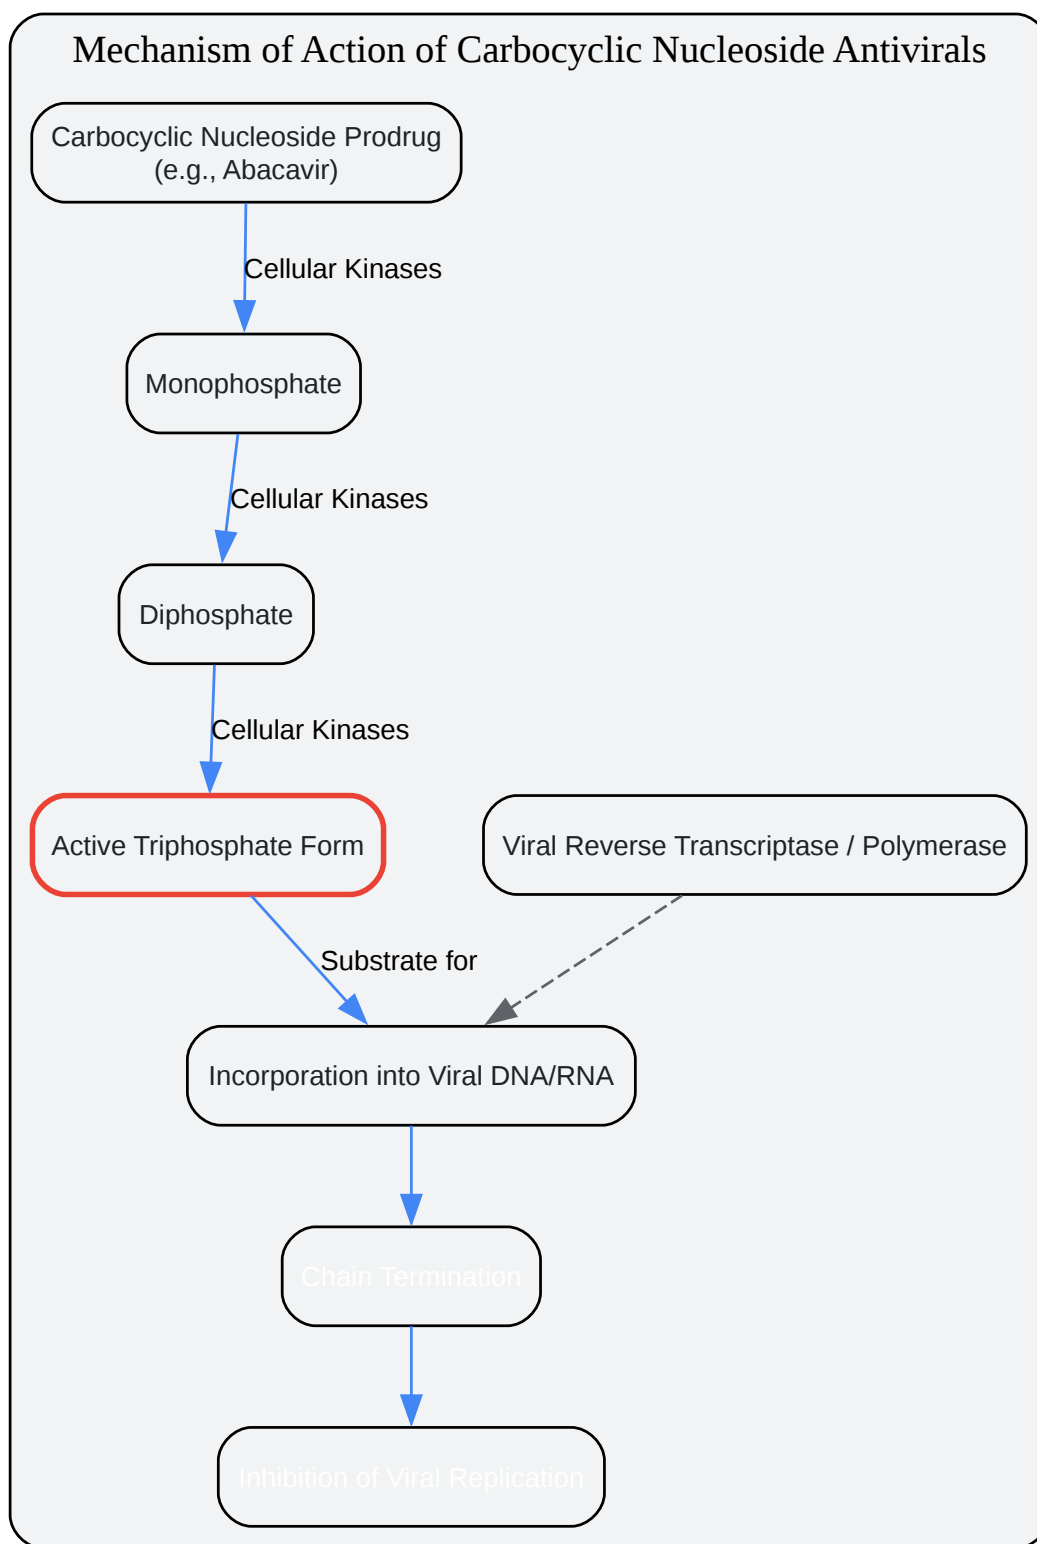 Mechanism of Action of Carbocyclic Nucleoside Antivirals
Carbocyclic Nucleoside Prodrug
(e.g., Abacavir)
Cellular Kinases
Monophosphate
Cellular Kinases
Diphosphate
Cellular Kinases
Active Triphosphate Form
Viral Reverse Transcriptase / Polymerase
Substrate for
Incorporation into Viral DNA/RNA
Chain Termination
Inhibition of Viral Replication